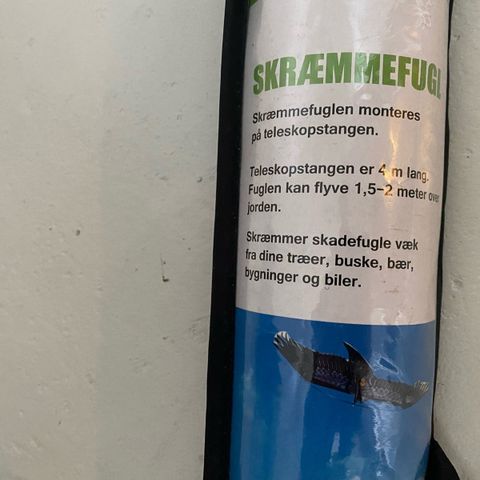 SKRÆMMEFUGL
Skræmmefuglen monteres
på teleskopstangen.
Teleskopstangen er 4 m lang.
Fuglen kan flyve 1,5-2 meter over
jorden.
Skræmmer skadefugle væk
fra dine træer, buske, bær,
bygninger og biler.